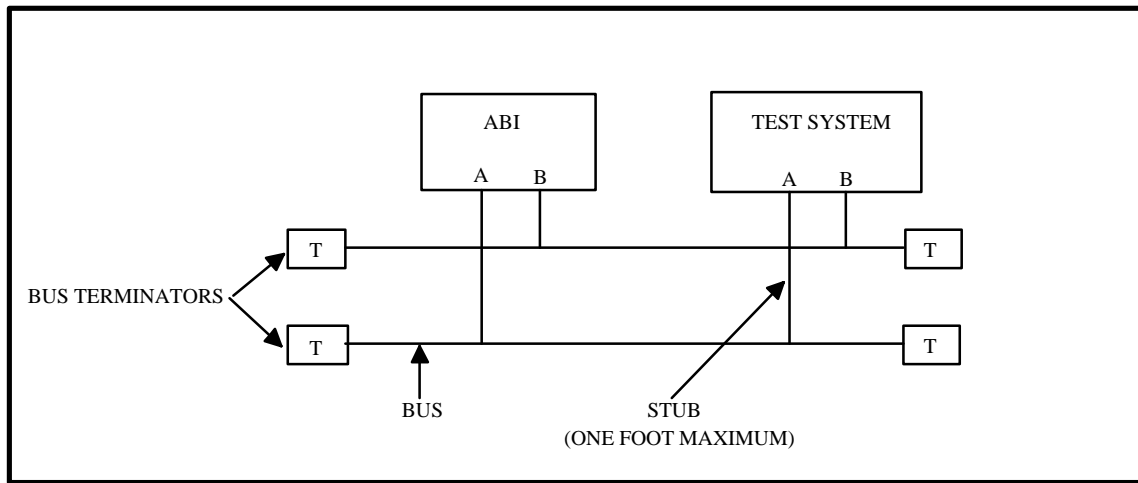 ABI
TEST SYSTEM
A B
A B
T
T
BUS TERMINATORS
T
T
BUS
STUB
(ONE FOOT MAXIMUM)